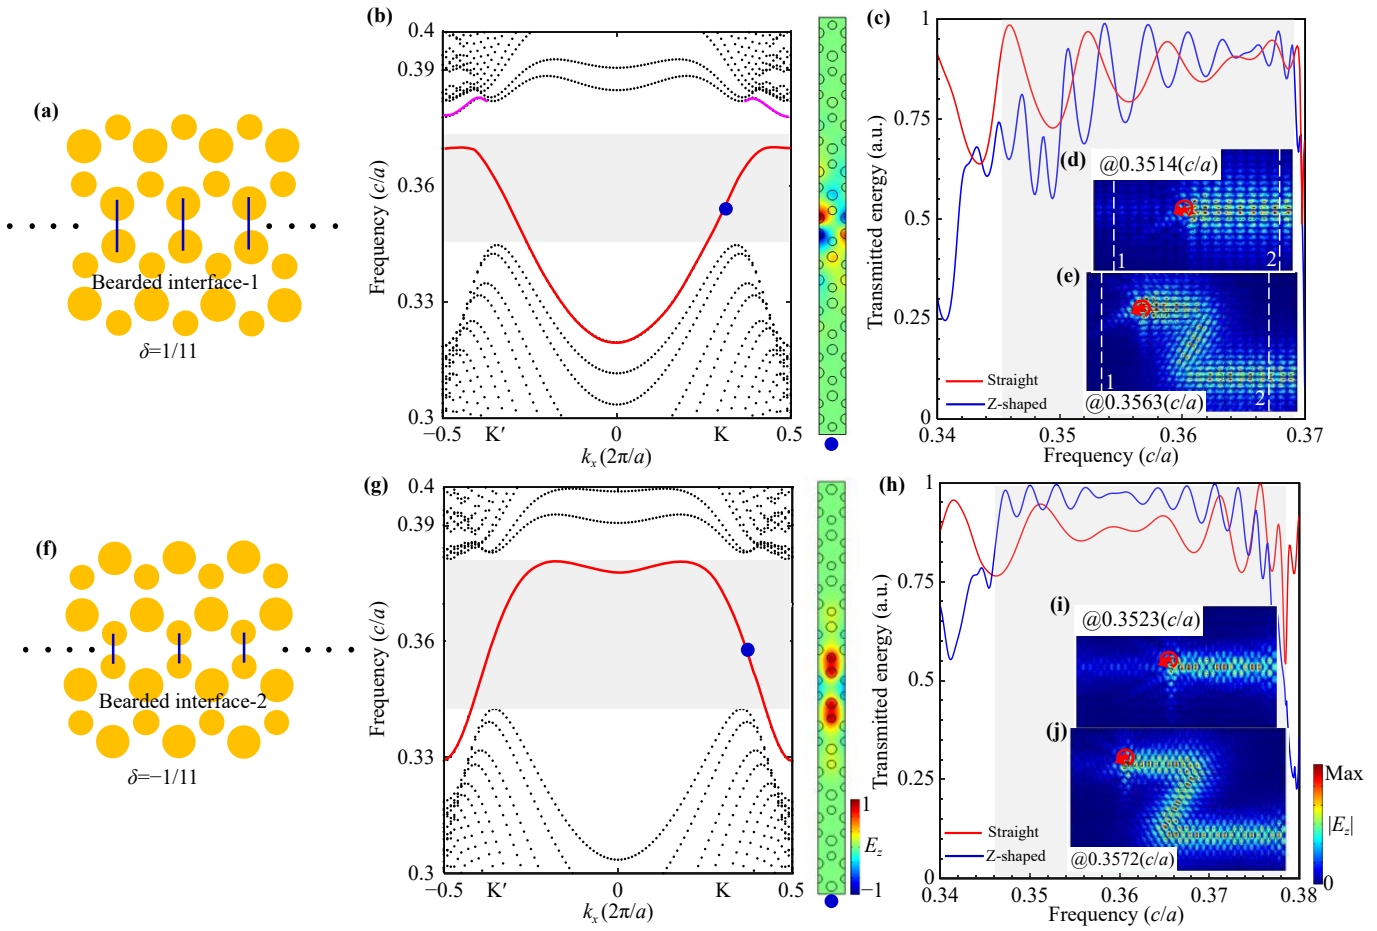 (a)
Bearded interface-1
δ=1/11
(b)
0.4
0.39
0.36
0.33
0.3
Frequency (c/a)
−0.5
K′
0
K
0.5
kx (2π/a)
(c)
1
0.75
0.5
0.25
0
Transmitted energy (a.u.)
(d)
@0.3514(c/a)
1
2
(e)
1
2
@0.3563(c/a)
Straight
Z-shaped
0.34
0.35
0.36
0.37
Frequency (c/a)
(f)
Bearded interface-2
δ=−1/11
(g)
0.4
0.39
0.36
0.33
0.3
Frequency (c/a)
−0.5
K′
0
K
0.5
kx (2π/a)
1
Ez
−1
(h)
1
0.75
0.5
0.25
0
Transmitted energy (a.u.)
(i)
@0.3523(c/a)
(j)
@0.3572(c/a)
Straight
Z-shaped
0.34
0.35
0.36
0.37
0.38
Frequency (c/a)
Max
|Ez|
0